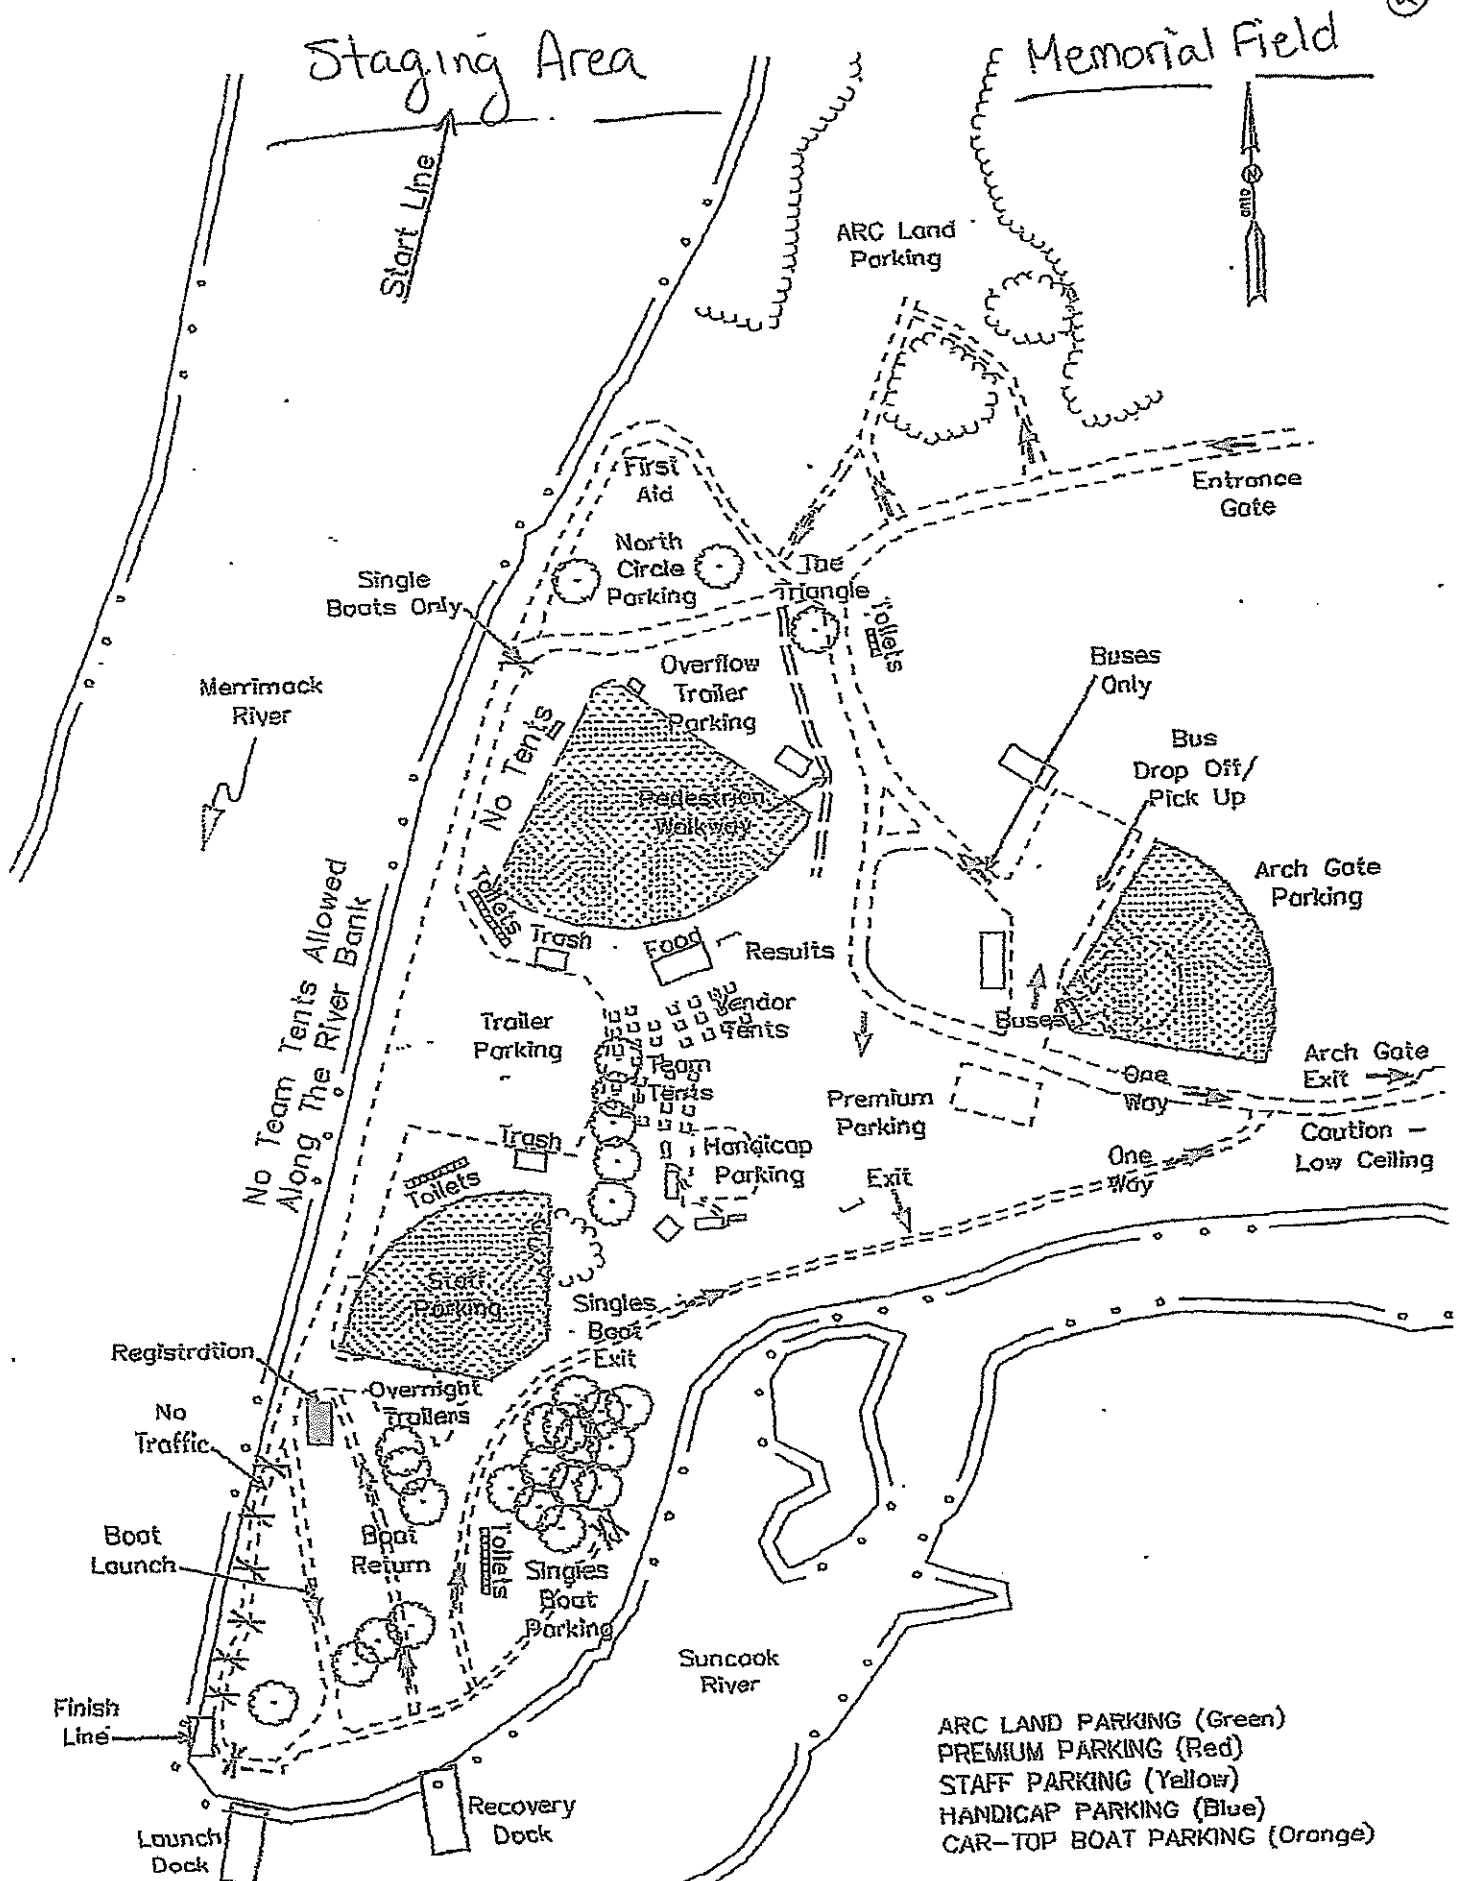 Staging Area
Memorial Field
Start Line
ARC Land
Parking
Entrance
Gate
First
Aid
North
Circle
Parking
The
Triangle
Toilets
Single
Boats Only
Overflow
Trailer
Parking
Buses
Only
Bus
Drop Off/
Pick Up
Merrimack
River
No Tents
Pedestrian
Walkway
Arch Gate
Parking
Toilets
Trash
Food
Results
Vendor
Tents
Trailer
Parking
Team
Tents
Buses
No Team Tents Allowed
Along The River Bank
Premium
Parking
One
Way
Arch Gate
Exit
Caution –
Low Ceiling
Trash
Toilets
Handicap
Parking
Exit
One
Way
Staff
Parking
Singles
Boat
Exit
Registration
Overnight
Trailers
No
Traffic
Boat
Launch
Boat
Return
Toilets
Singles
Boat
Parking
Suncook
River
Finish
Line
Launch
Dock
Recovery
Dock
ARC LAND PARKING (Green)
PREMIUM PARKING (Red)
STAFF PARKING (Yellow)
HANDICAP PARKING (Blue)
CAR-TOP BOAT PARKING (Orange)